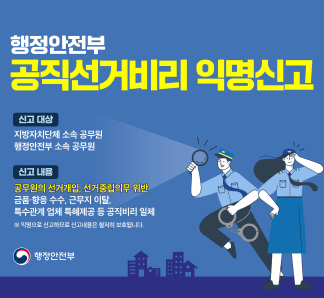 행정안전부
공직선거비리 익명신고
신고 대상
지방자치단체 소속 공무원
행정안전부 소속 공무원
신고 내용
공무원의 선거개입, 선거중립의무 위반,
금품·향응 수수, 근무지 이탈,
특수관계 업체 특혜제공 등 공직비리 일체
※ 익명으로 신고하므로 신고내용은 철저히 보호됩니다.
행정안전부